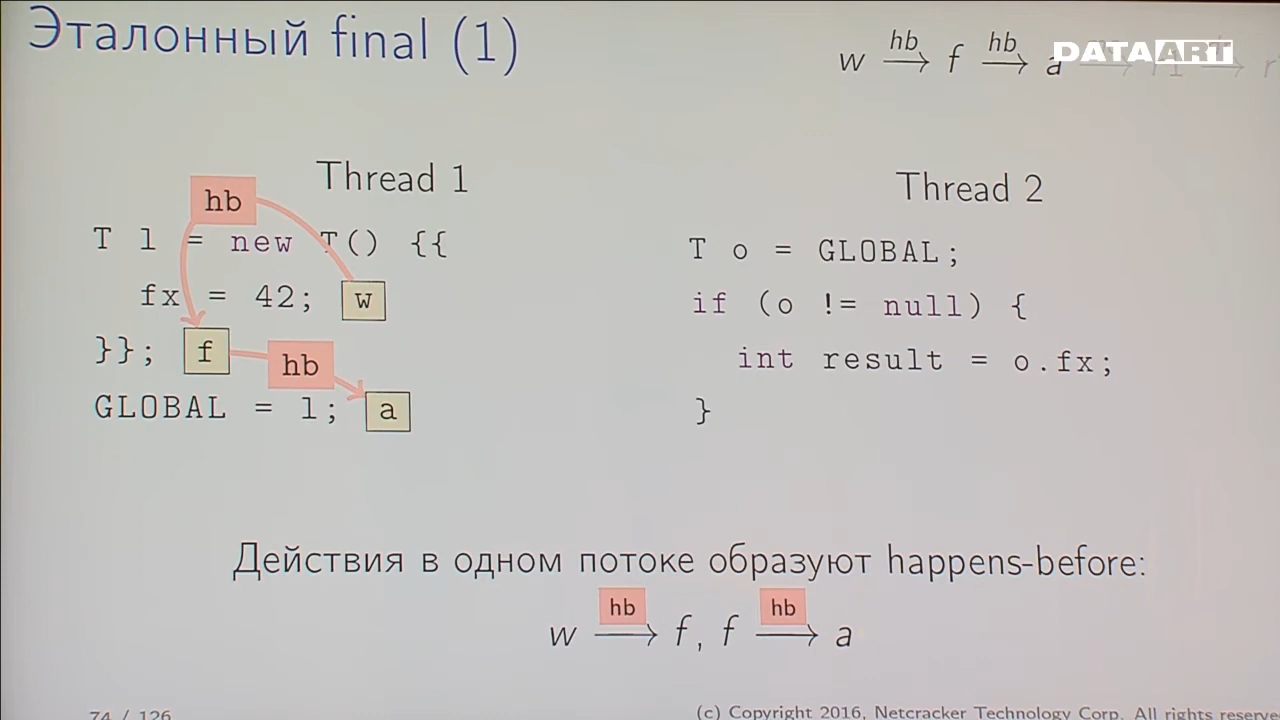 Эталонный final (1)
w hb f hb a
DATAART
Thread 1
hb
T l = new T() {{
fx = 42; w
}}; f hb
GLOBAL = l; a
Thread 2
T o = GLOBAL;
if (o != null) {
int result = o.fx;
}
Действия в одном потоке образуют happens-before:
w hb f, f hb a
74 / 126
(c) Copyright 2016, Netcracker Technology Corp. All rights reserve